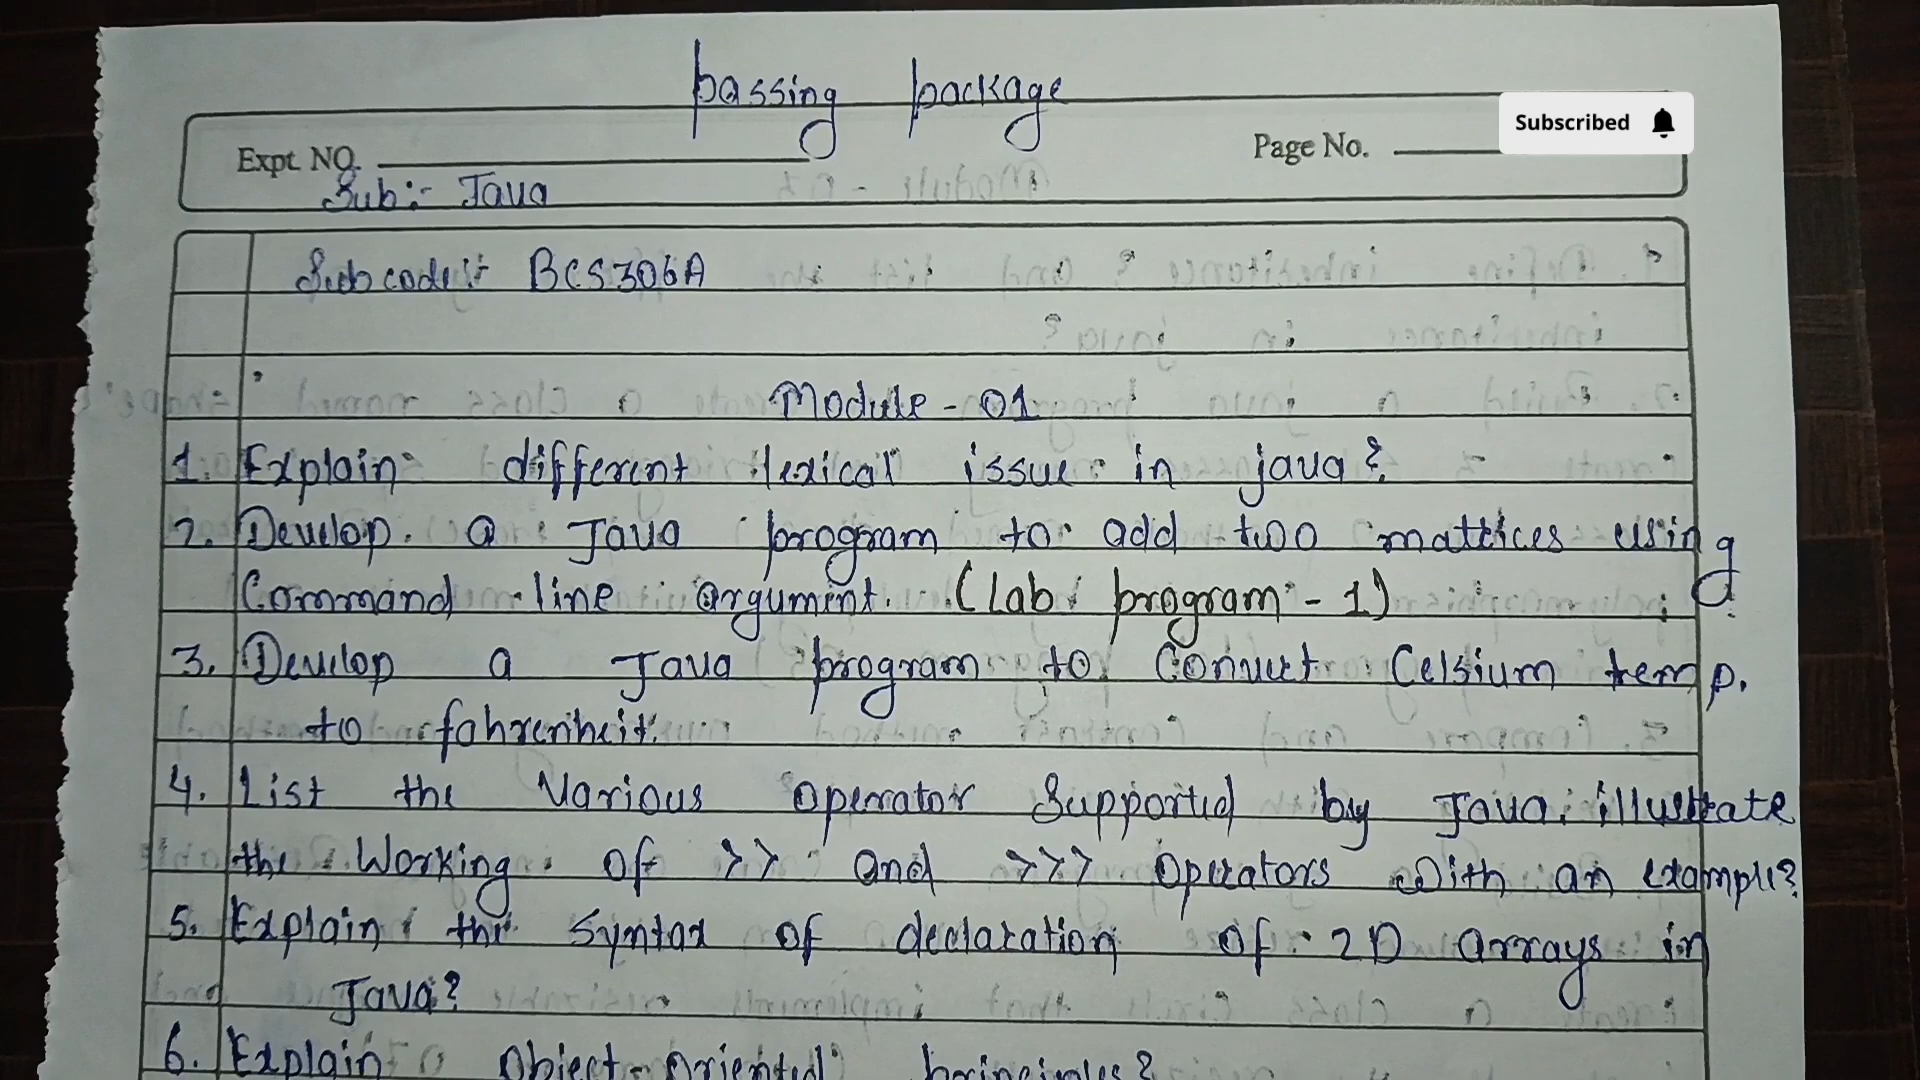 passing package
Subscribed
Expt. NO.
Page No.
Sub:- Java
Sub code:- BCS306A
Module - 01
1. Explain different lexical issue in java?
2. Develop a Java program to add two matrices using
Command line argument. (Lab program - 1)
3. Develop a Java program to Convert Celsium temp.
to fahrenheit.
4. List the Various operator Supported by Java. illustrate
the Working of >> and >>> operators With an example?
5. Explain the Syntax of declaration of 2D arrays in
Java?
6. Explain Object-oriented principles?